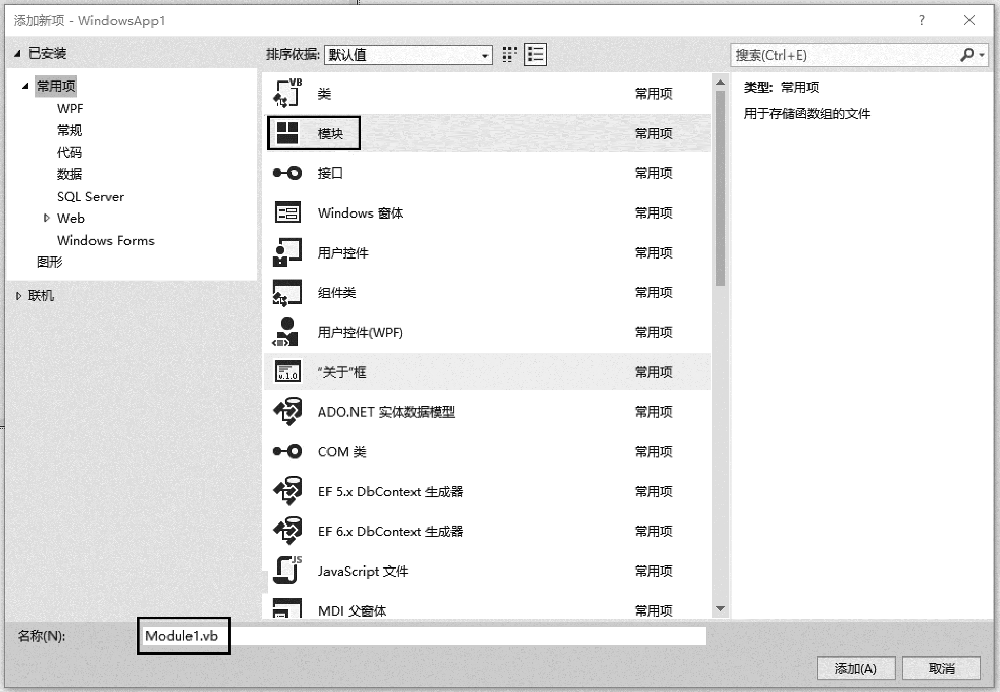 添加新项 - WindowsApp1
?
已安装
常用项
WPF
常规
代码
数据
SQL Server
Web
Windows Forms
图形
联机
排序依据: 默认值
VB
类 常用项
模块 常用项
接口 常用项
Windows 窗体 常用项
用户控件 常用项
组件类 常用项
用户控件(WPF) 常用项
v.1.0
“关于”框 常用项
ADO.NET 实体数据模型 常用项
COM 类 常用项
EF 5.x DbContext 生成器 常用项
EF 6.x DbContext 生成器 常用项
JS
JavaScript 文件 常用项
MDI 父窗体 常用项
搜索(Ctrl+E)
类型: 常用项
用于存储函数组的文件
名称(N): Module1.vb
添加(A) 取消